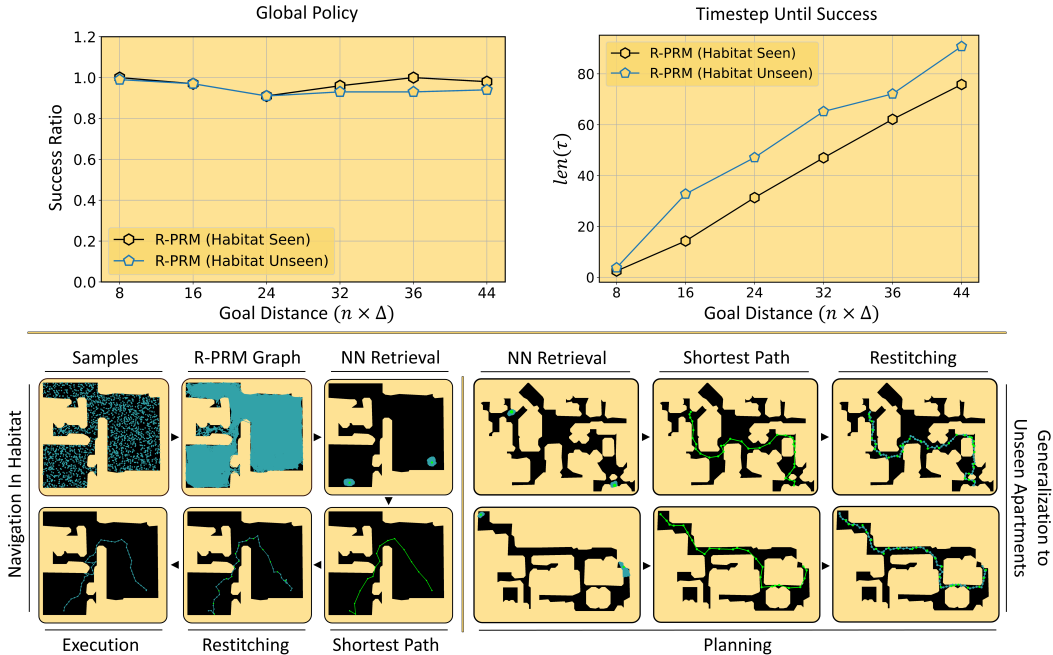 Global Policy
1.2
1.0
0.8
0.6
0.4
0.2
0.0
Success Ratio
R-PRM (Habitat Seen)
R-PRM (Habitat Unseen)
8 16 24 32 36 44
Goal Distance (n × Δ)
Timestep Until Success
80
60
40
20
0
len(τ)
R-PRM (Habitat Seen)
R-PRM (Habitat Unseen)
8 16 24 32 36 44
Goal Distance (n × Δ)
Navigation In Habitat
Samples
R-PRM Graph
NN Retrieval
Execution
Restitching
Shortest Path
NN Retrieval
Shortest Path
Restitching
Planning
Generalization to
Unseen Apartments